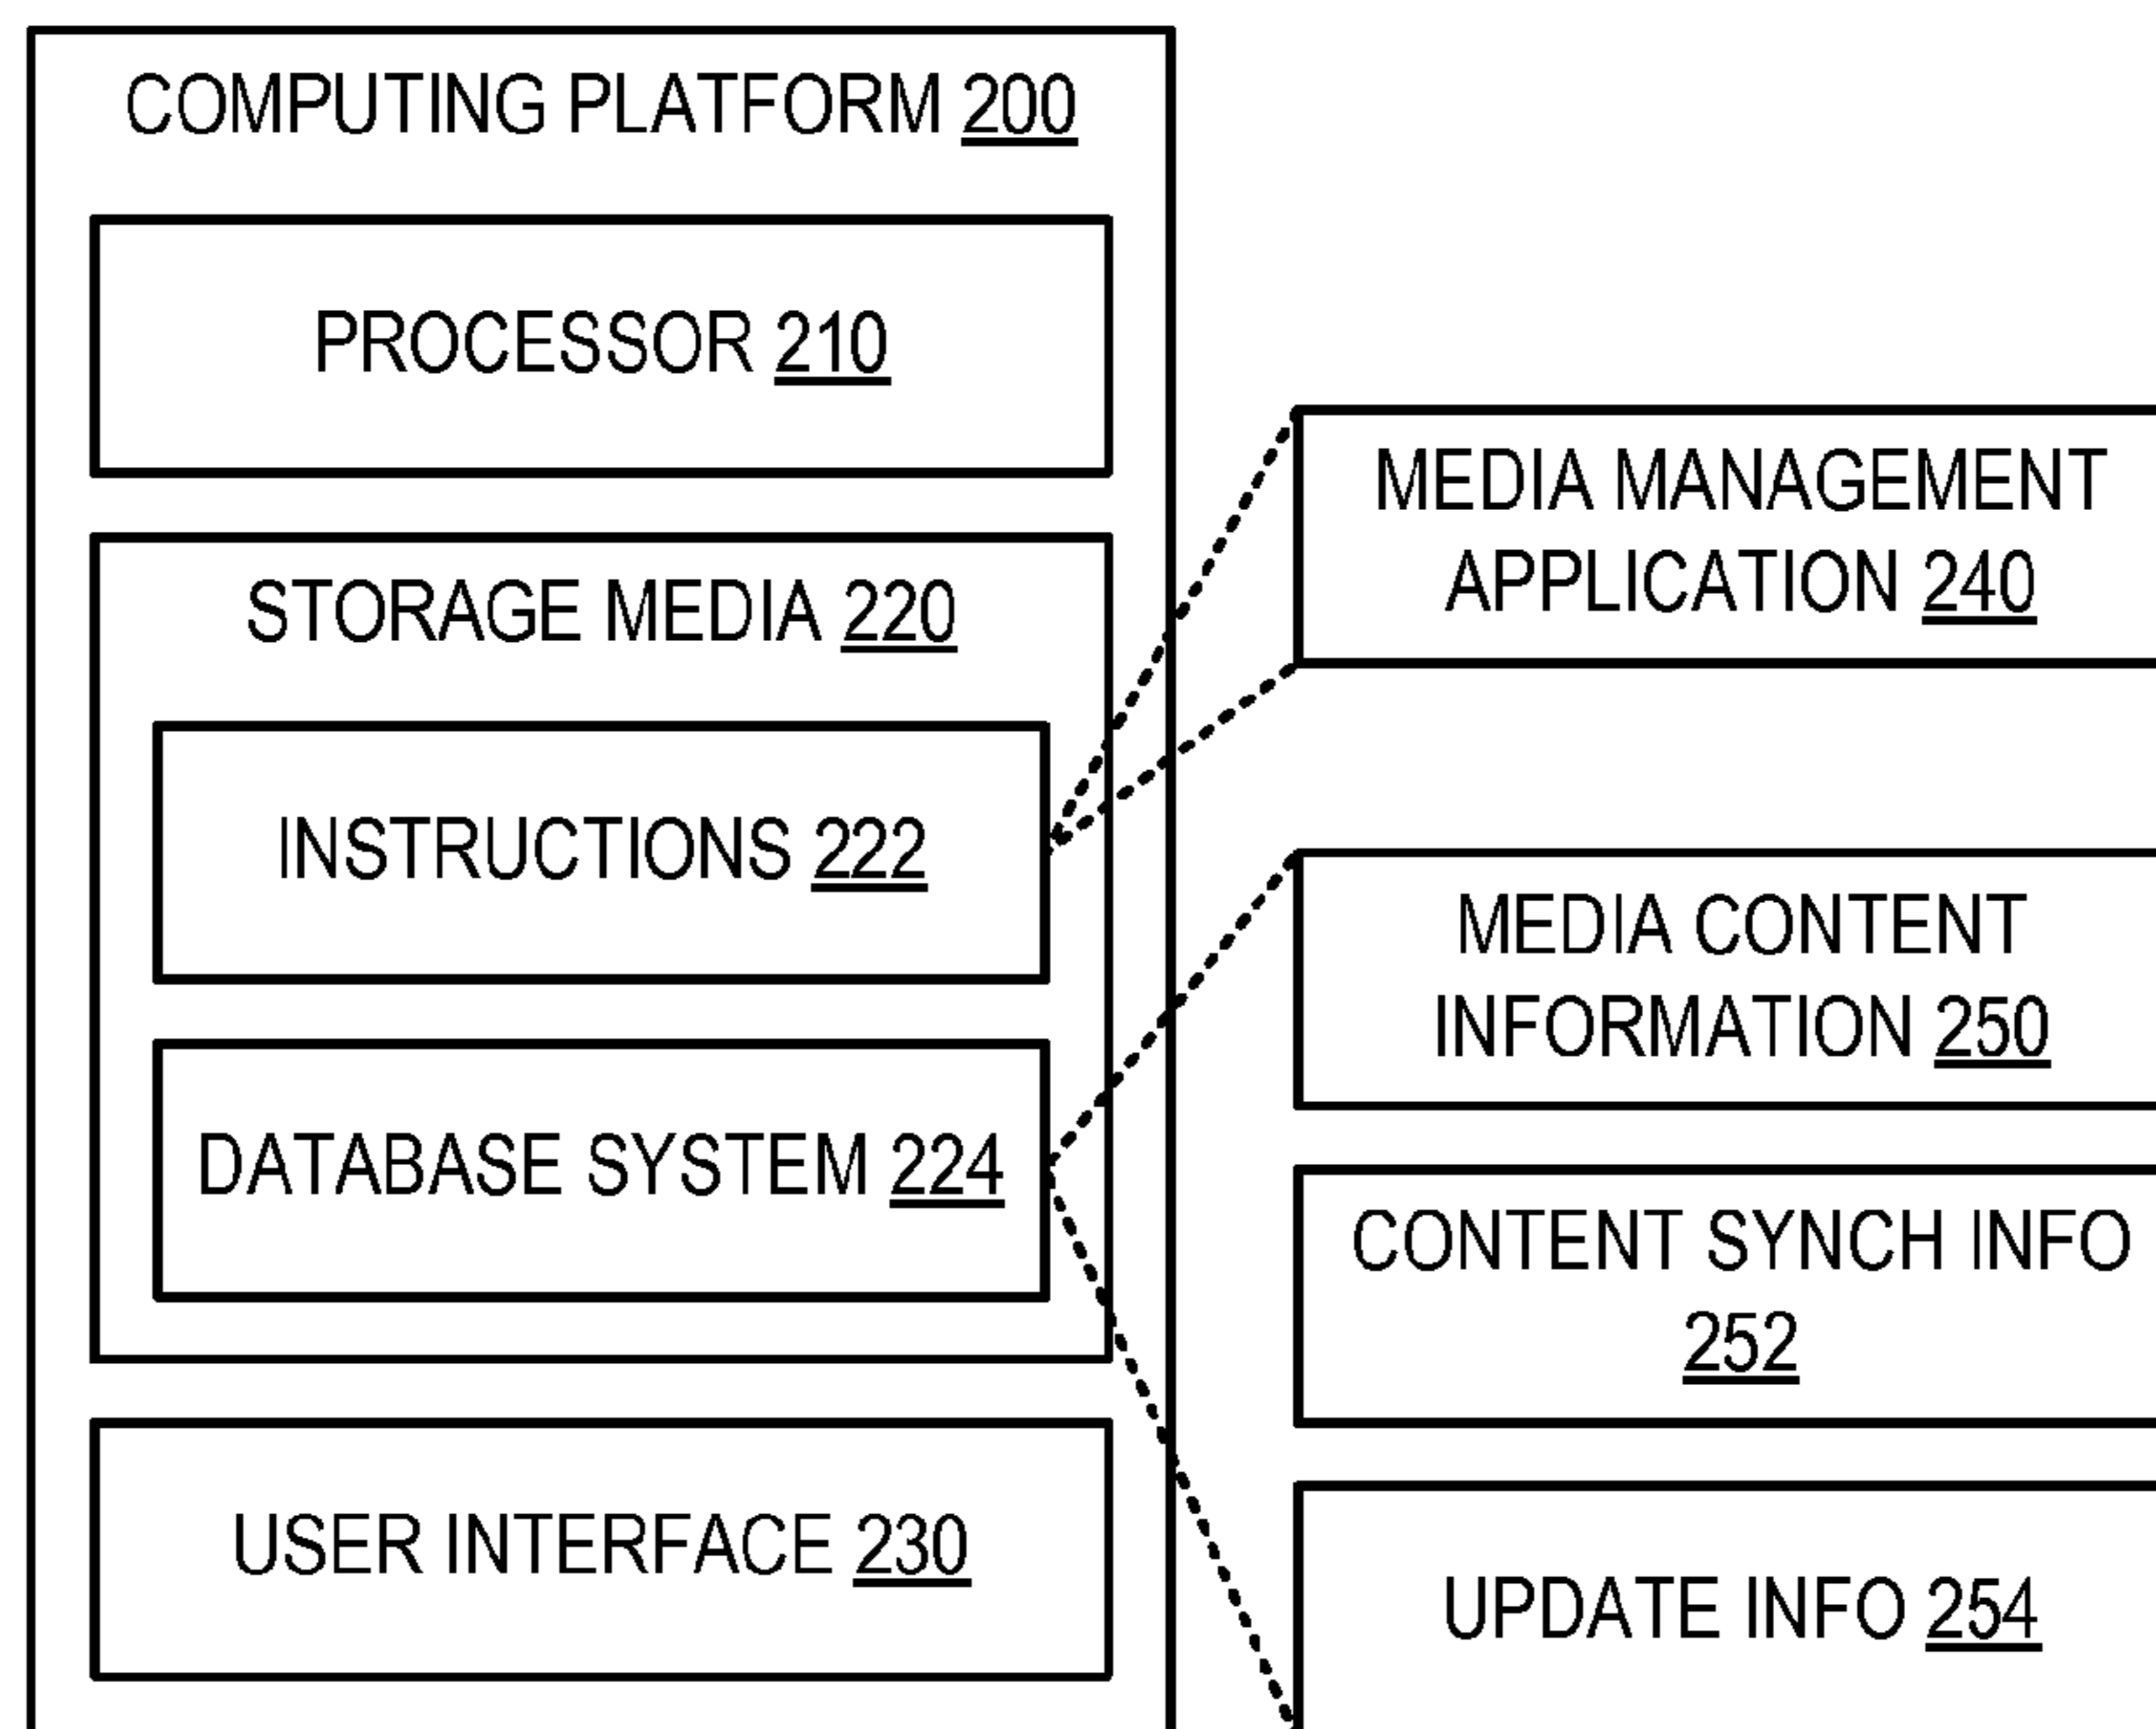 COMPUTING PLATFORM 200
PROCESSOR 210
STORAGE MEDIA 220
INSTRUCTIONS 222
DATABASE SYSTEM 224
USER INTERFACE 230
MEDIA MANAGEMENT
APPLICATION 240
MEDIA CONTENT
INFORMATION 250
CONTENT SYNCH INFO
252
UPDATE INFO 254